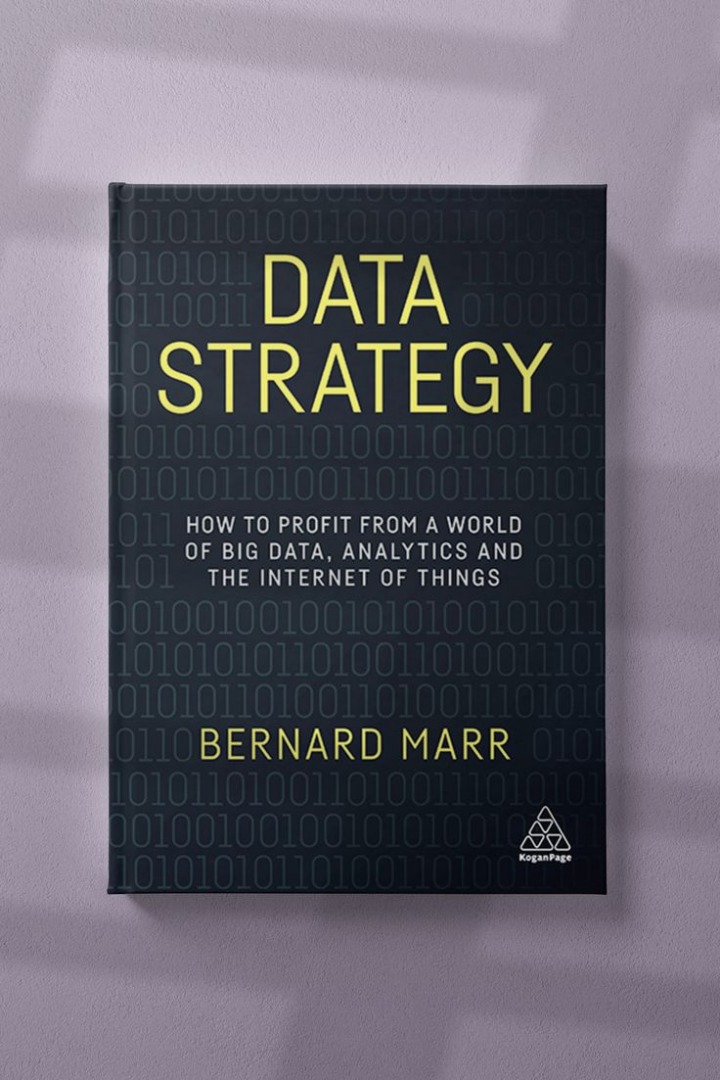 DATA
STRATEGY
HOW TO PROFIT FROM A WORLD
OF BIG DATA, ANALYTICS AND
THE INTERNET OF THINGS
BERNARD MARR
KoganPage